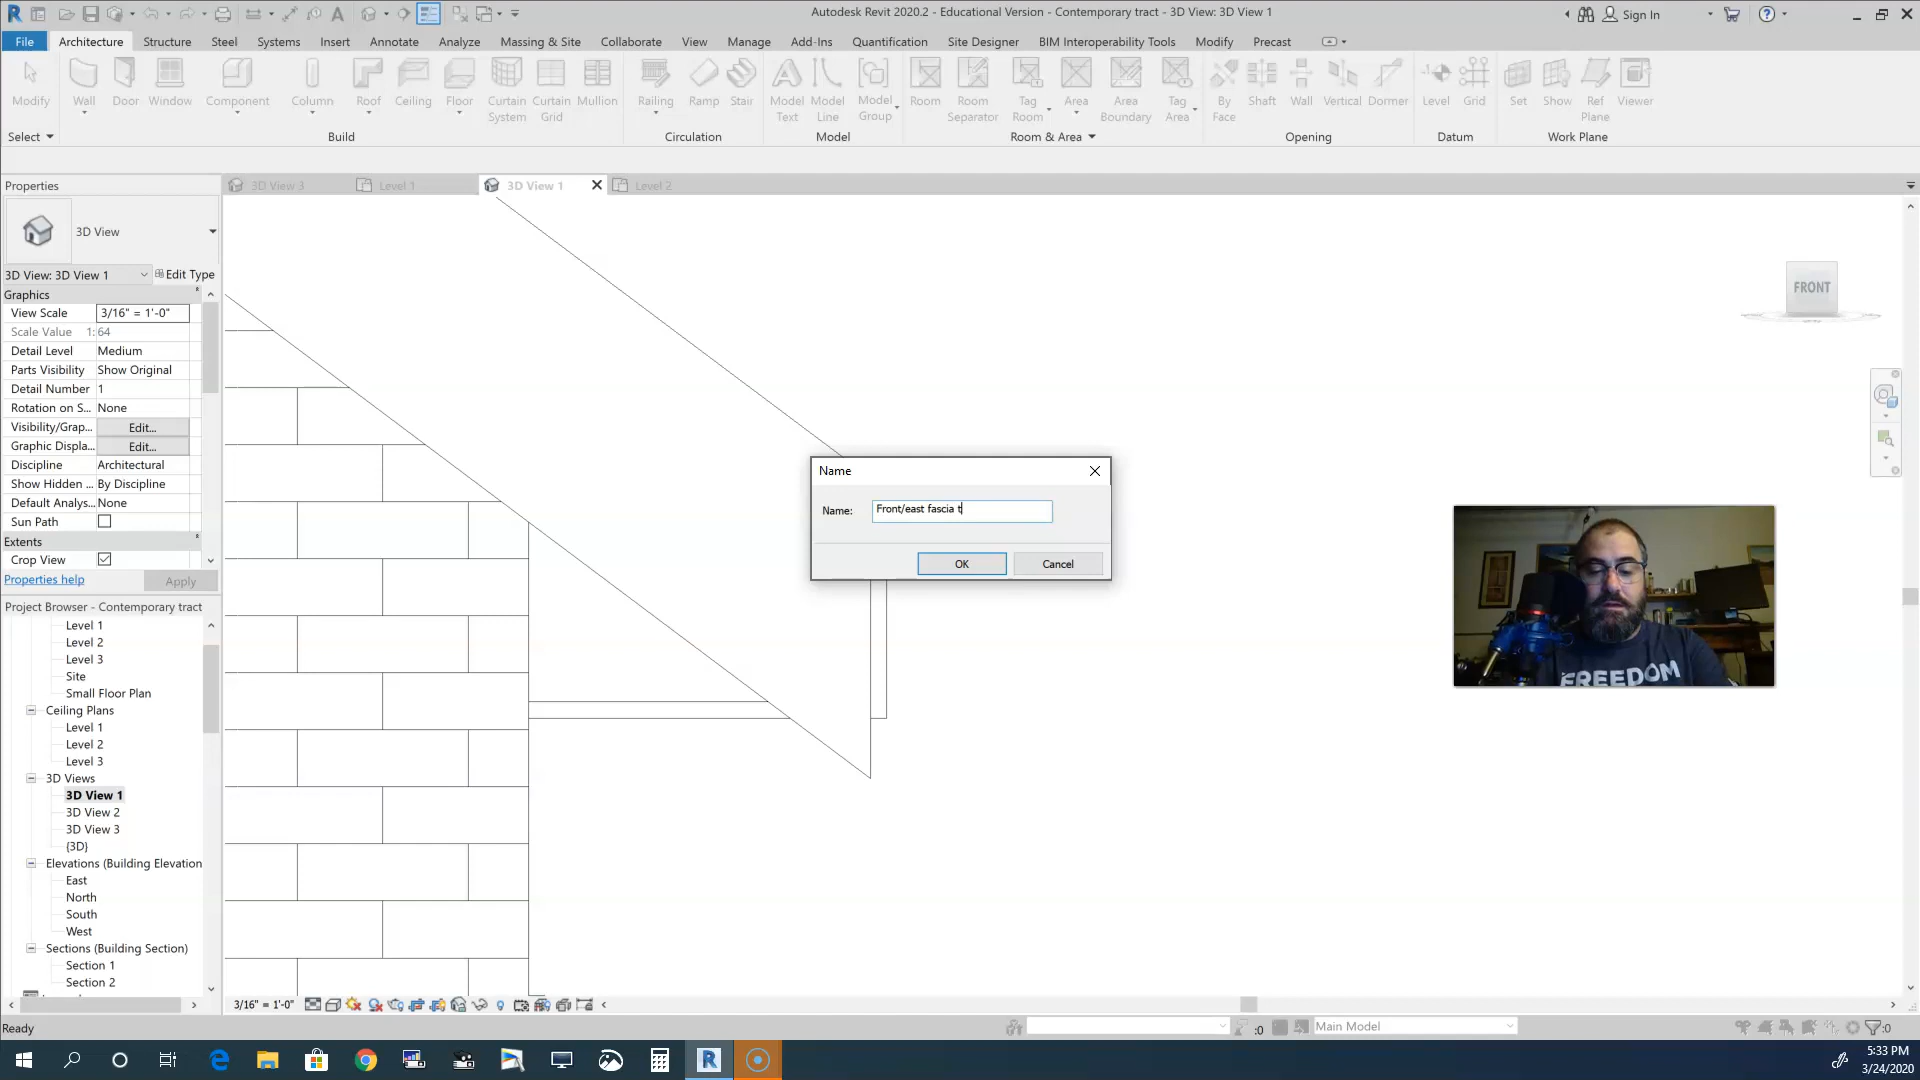 Autodesk Revit 2020.2 - Educational Version - Contemporary tract - 3D View: 3D View 1
Sign In
File Architecture Structure Steel Systems Insert Annotate Analyze Massing & Site Collaborate View Manage Add-Ins Quantification Site Designer BIM Interoperability Tools Modify Precast
Modify Wall Door Window Component Column Roof Ceiling Floor Curtain System Curtain Grid Mullion Railing Ramp Stair Model Text Model Line Model Group Room Room Separator Tag Room Area Area Boundary Tag Area By Face Shaft Wall Vertical Dormer Level Grid Set Show Ref Plane Viewer
Select Build Circulation Model Room & Area Opening Datum Work Plane
Properties
3D View 3 Level 1 3D View 1 Level 2
3D View
3D View: 3D View 1 Edit Type
Graphics
View Scale 3/16" = 1'-0"
Scale Value 1: 64
Detail Level Medium
Parts Visibility Show Original
Detail Number 1
Rotation on S... None
Visibility/Grap... Edit...
Graphic Displa... Edit...
Discipline Architectural
Show Hidden ... By Discipline
Default Analys... None
Sun Path
Extents
Crop View
Properties help Apply
Project Browser - Contemporary tract
Level 1
Level 2
Level 3
Site
Small Floor Plan
Ceiling Plans
Level 1
Level 2
Level 3
3D Views
3D View 1
3D View 2
3D View 3
{3D}
Elevations (Building Elevation
East
North
South
West
Sections (Building Section)
Section 1
Section 2
FRONT
Name
Name: Front/east fascia t
OK Cancel
FREEDOM
3/16" = 1'-0"
Ready
:0
Main Model
:0
5:33 PM
3/24/2020